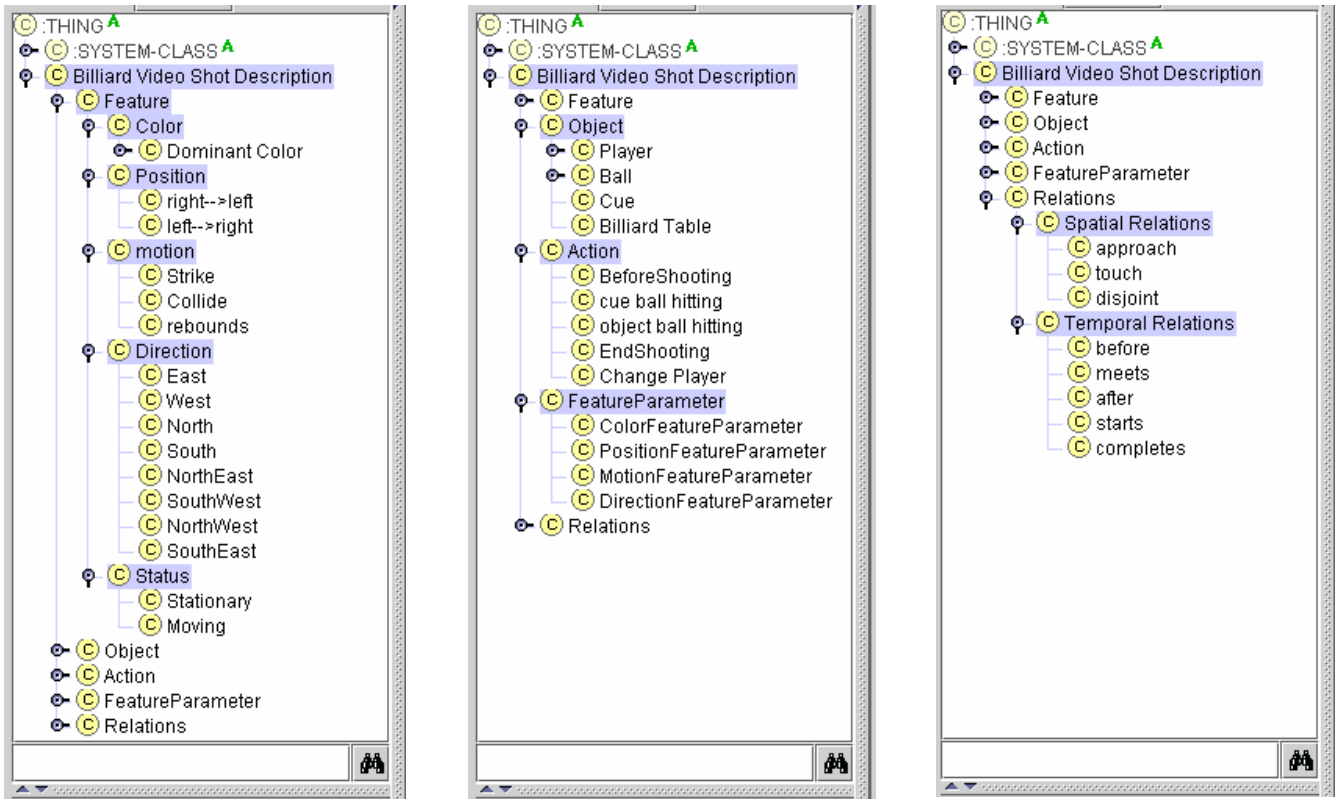 :THING A
:SYSTEM-CLASS A
Billiard Video Shot Description
Feature
Color
Dominant Color
Position
right-->left
left-->right
motion
Strike
Collide
rebounds
Direction
East
West
North
South
NorthEast
SouthWest
NorthWest
SouthEast
Status
Stationary
Moving
Object
Action
FeatureParameter
Relations
:THING A
:SYSTEM-CLASS A
Billiard Video Shot Description
Feature
Object
Player
Ball
Cue
Billiard Table
Action
BeforeShooting
cue ball hitting
object ball hitting
EndShooting
Change Player
FeatureParameter
ColorFeatureParameter
PositionFeatureParameter
MotionFeatureParameter
DirectionFeatureParameter
Relations
:THING A
:SYSTEM-CLASS A
Billiard Video Shot Description
Feature
Object
Action
FeatureParameter
Relations
Spatial Relations
approach
touch
disjoint
Temporal Relations
before
meets
after
starts
completes